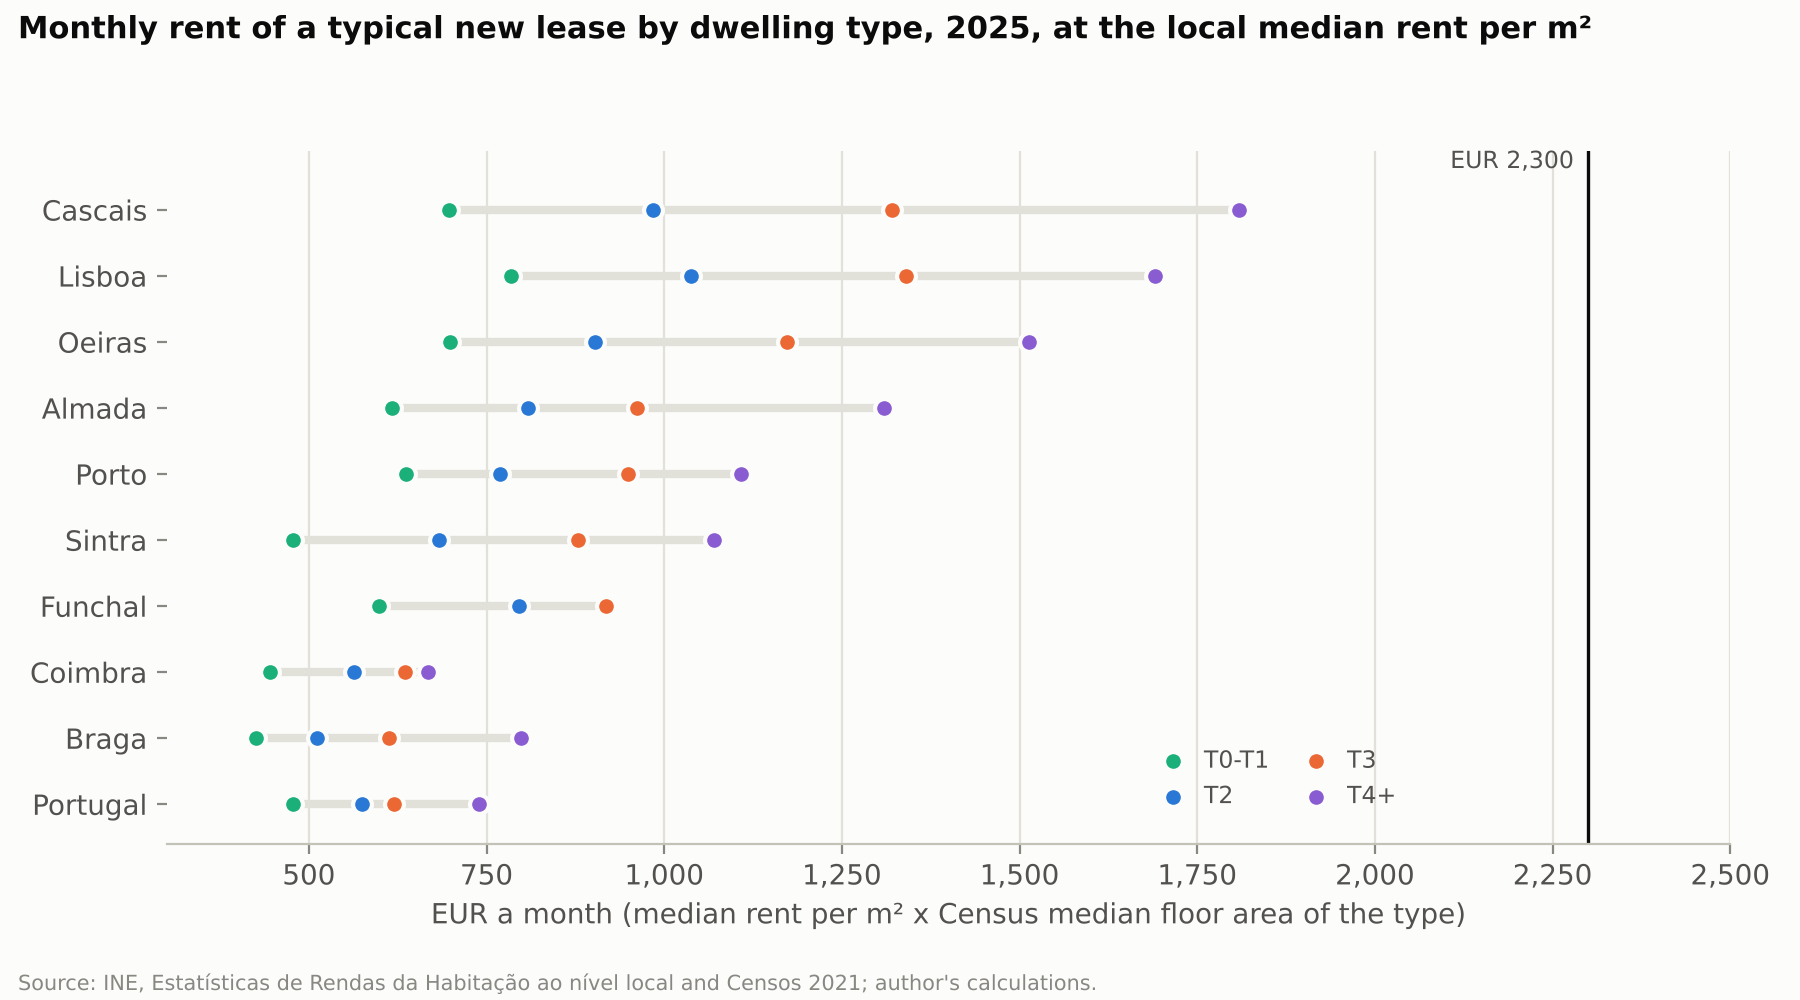 Monthly rent of a typical new lease by dwelling type, 2025, at the local median rent per m²
EUR 2,300
Cascais
Lisboa
Oeiras
Almada
Porto
Sintra
Funchal
Coimbra
Braga
Portugal
T0-T1
T3
T2
T4+
500 750 1,000 1,250 1,500 1,750 2,000 2,250 2,500
EUR a month (median rent per m² x Census median floor area of the type)
Source: INE, Estatísticas de Rendas da Habitação ao nível local and Censos 2021; author's calculations.